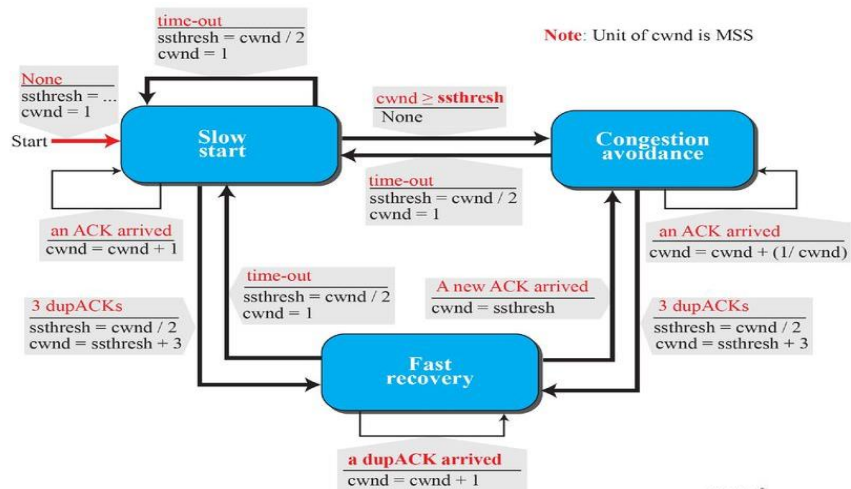 time-out
ssthresh = cwnd / 2
cwnd = 1
Note: Unit of cwnd is MSS
None
ssthresh = ...
cwnd = 1
Start
Slow
start
cwnd ≥ ssthresh
None
Congestion
avoidance
time-out
ssthresh = cwnd / 2
cwnd = 1
an ACK arrived
cwnd = cwnd + 1
an ACK arrived
cwnd = cwnd + (1/ cwnd)
3 dupACKs
ssthresh = cwnd / 2
cwnd = ssthresh + 3
time-out
ssthresh = cwnd / 2
cwnd = 1
A new ACK arrived
cwnd = ssthresh
3 dupACKs
ssthresh = cwnd / 2
cwnd = ssthresh + 3
Fast
recovery
a dupACK arrived
cwnd = cwnd + 1